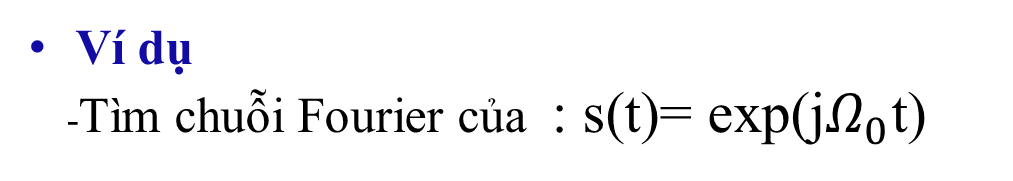 • Ví dụ
-Tìm chuỗi Fourier của : s(t)= exp(jΩ₀t)